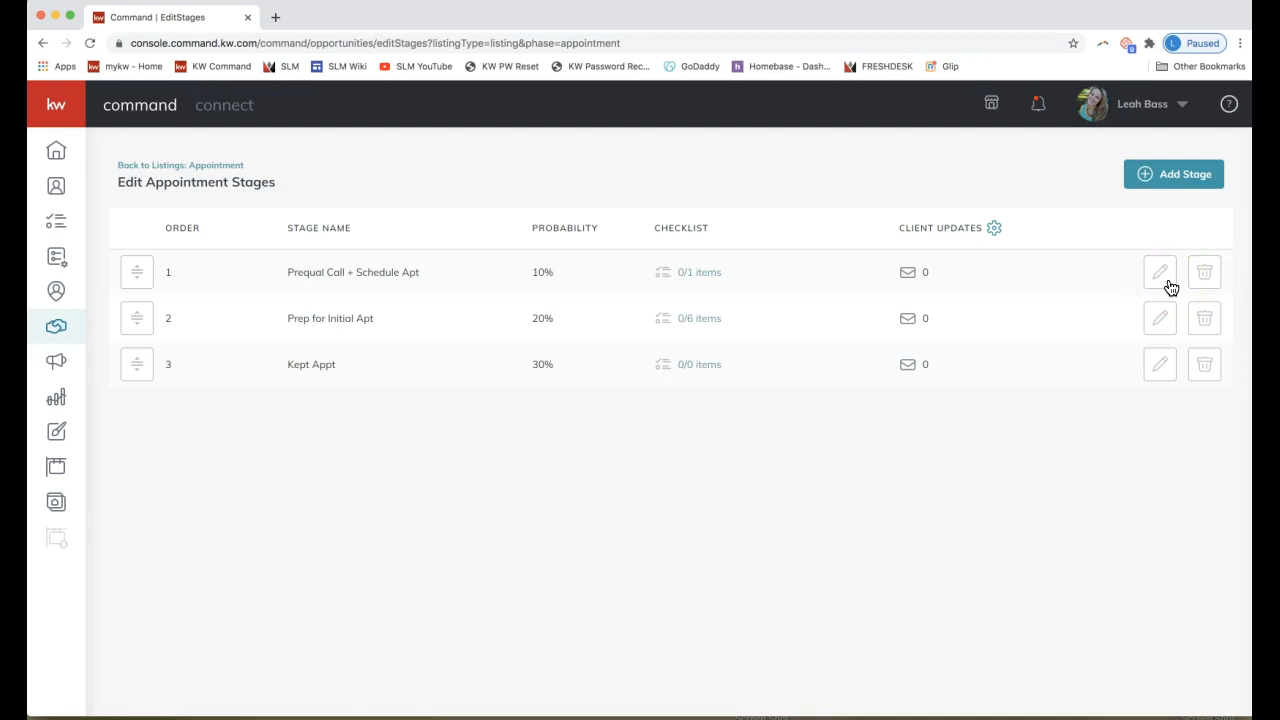 Command | EditStages
console.command.kw.com/command/opportunities/editStages?listingType=listing&phase=appointment
L Paused
Apps kw mykw - Home kw KW Command SLM SLM Wiki SLM YouTube KW PW Reset KW Password Rec... GoDaddy h Homebase - Dash... FRESHDESK Glip Other Bookmarks
kw command connect Leah Bass ?
Back to Listings: Appointment
Edit Appointment Stages
Add Stage
ORDER STAGE NAME PROBABILITY CHECKLIST CLIENT UPDATES
1 Prequal Call + Schedule Apt 10% 0/1 items 0
2 Prep for Initial Apt 20% 0/6 items 0
3 Kept Appt 30% 0/0 items 0